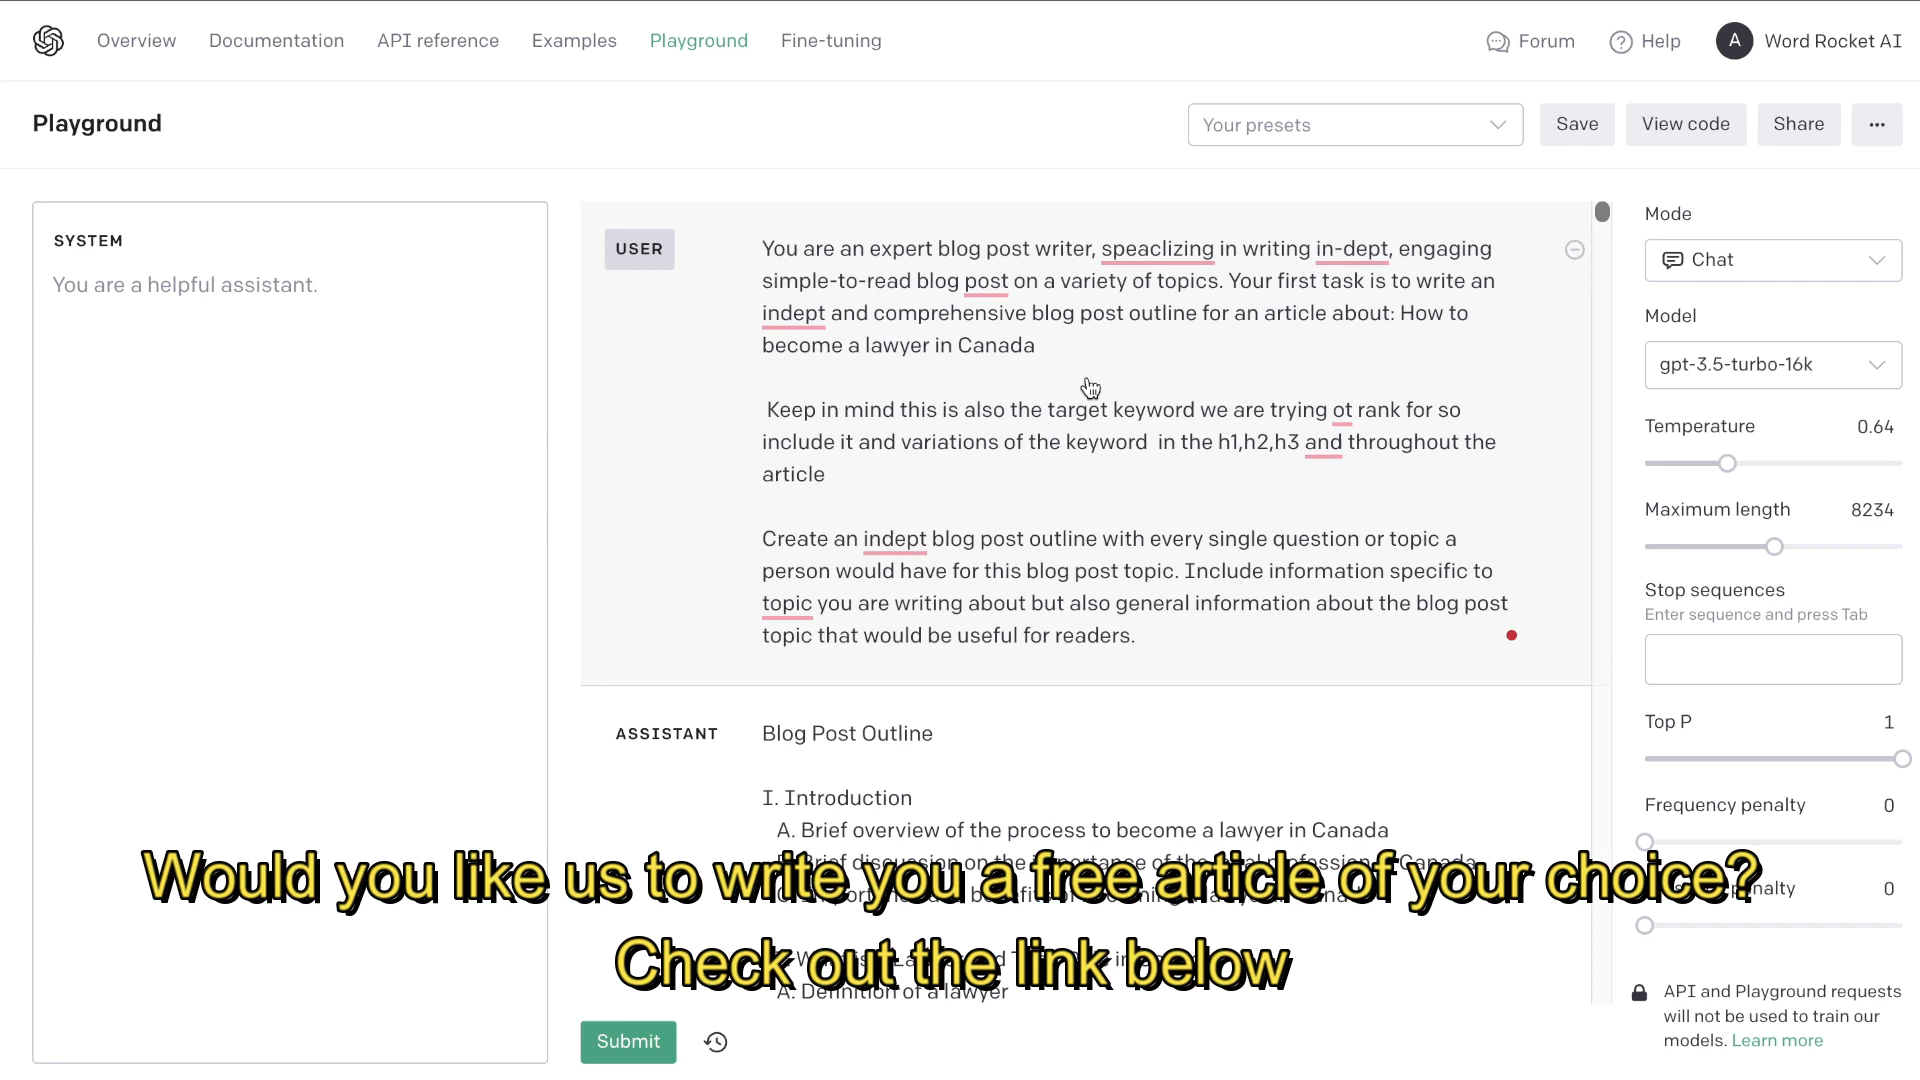 Overview Documentation API reference Examples Playground Fine-tuning Forum Help A Word Rocket AI
Playground
Your presets Save View code Share ...
SYSTEM
You are a helpful assistant.
USER
You are an expert blog post writer, speaclizing in writing in-dept, engaging
simple-to-read blog post on a variety of topics. Your first task is to write an
indept and comprehensive blog post outline for an article about: How to
become a lawyer in Canada
Keep in mind this is also the target keyword we are trying ot rank for so
include it and variations of the keyword  in the h1,h2,h3 and throughout the
article
Create an indept blog post outline with every single question or topic a
person would have for this blog post topic. Include information specific to
topic you are writing about but also general information about the blog post
topic that would be useful for readers.
ASSISTANT
Blog Post Outline
I. Introduction
A. Brief overview of the process to become a lawyer in Canada
Brief discussion on the importance of the legal profession Canada
A. Definition of a lawyer
Would you like us to write you a free article of your choice?
Check out the link below
Submit
Mode
Chat
Model
gpt-3.5-turbo-16k
Temperature 0.64
Maximum length 8234
Stop sequences
Enter sequence and press Tab
Top P 1
Frequency penalty 0
penalty 0
API and Playground requests
will not be used to train our
models. Learn more